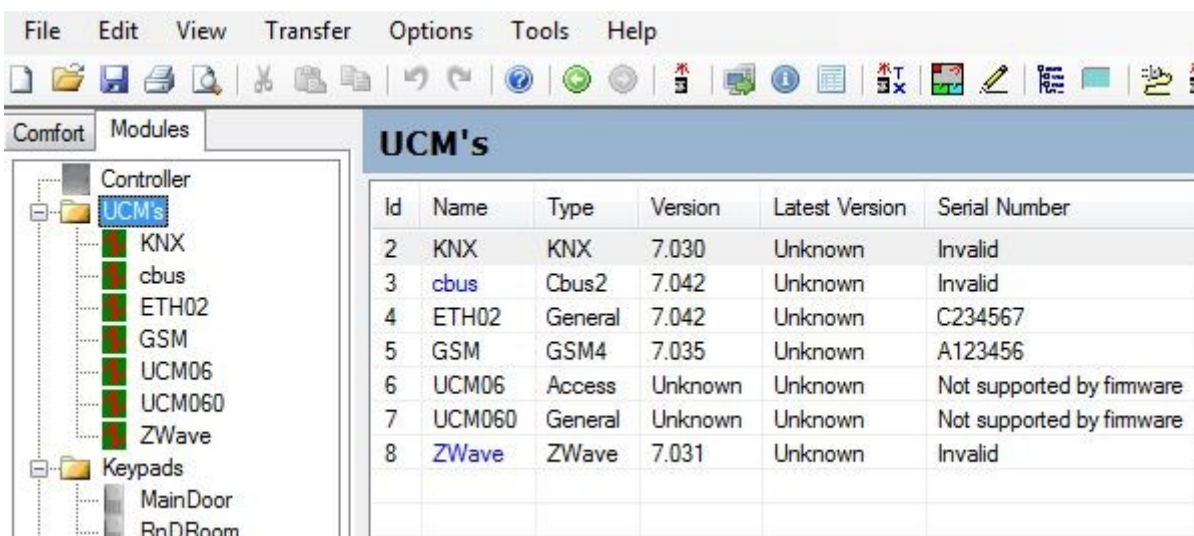 File Edit View Transfer Options Tools Help
Comfort Modules
UCM's
Controller
UCM's
KNX
cbus
ETH02
GSM
UCM06
UCM060
ZWave
Keypads
MainDoor
RnDRoom
Id Name Type Version Latest Version Serial Number
2 KNX KNX 7.030 Unknown Invalid
3 cbus Cbus2 7.042 Unknown Invalid
4 ETH02 General 7.042 Unknown C234567
5 GSM GSM4 7.035 Unknown A123456
6 UCM06 Access Unknown Unknown Not supported by firmware
7 UCM060 General Unknown Unknown Not supported by firmware
8 ZWave ZWave 7.031 Unknown Invalid